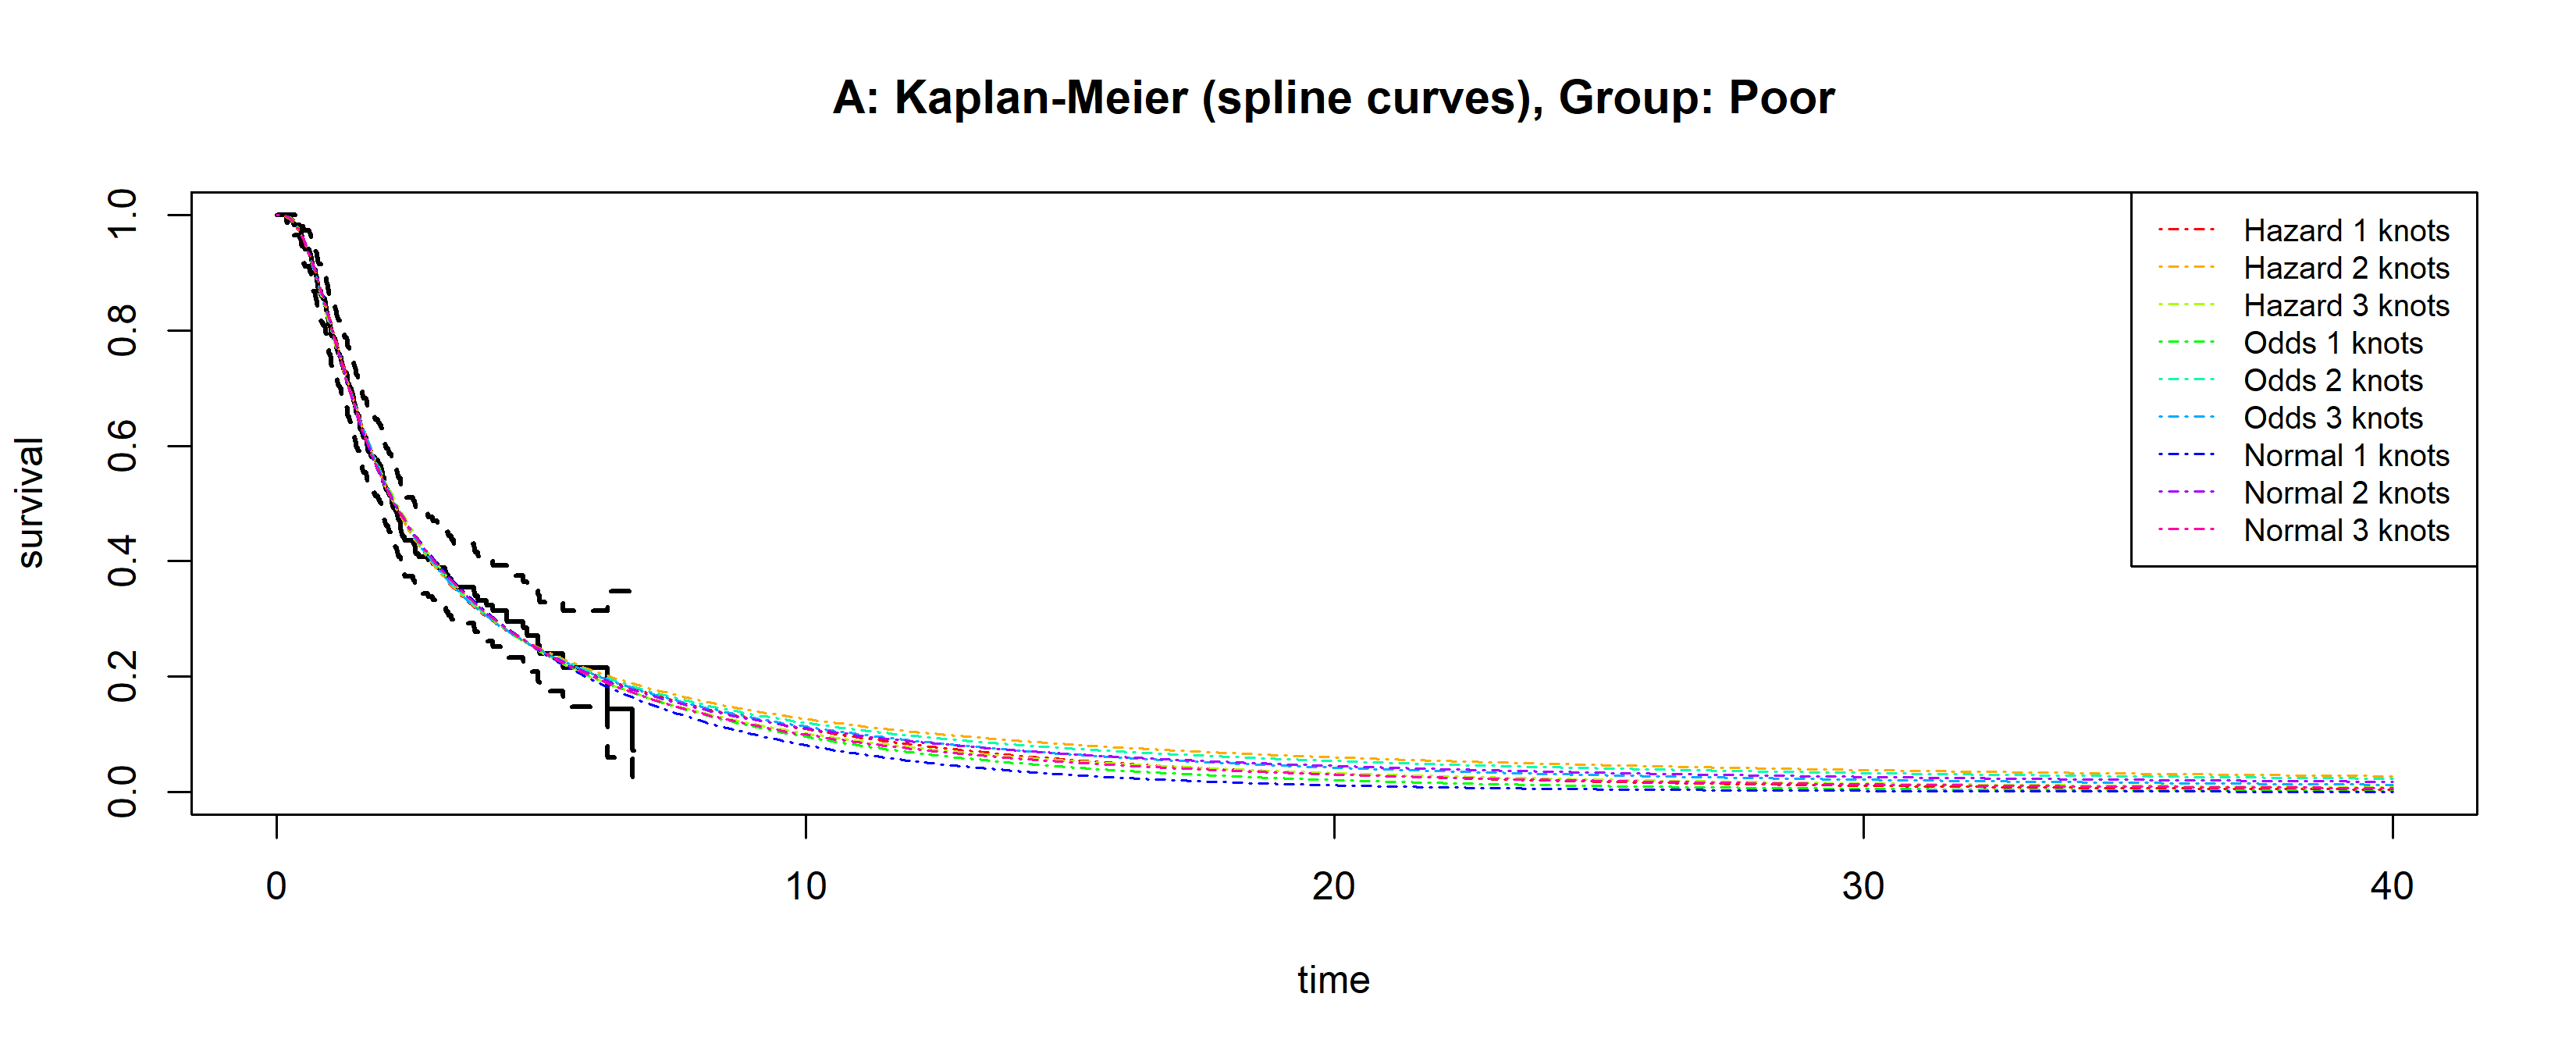 A: Kaplan-Meier (spline curves), Group: Poor
survival
1.0
0.8
0.6
0.4
0.2
0.0
Hazard 1 knots
Hazard 2 knots
Hazard 3 knots
Odds 1 knots
Odds 2 knots
Odds 3 knots
Normal 1 knots
Normal 2 knots
Normal 3 knots
0 10 20 30 40
time